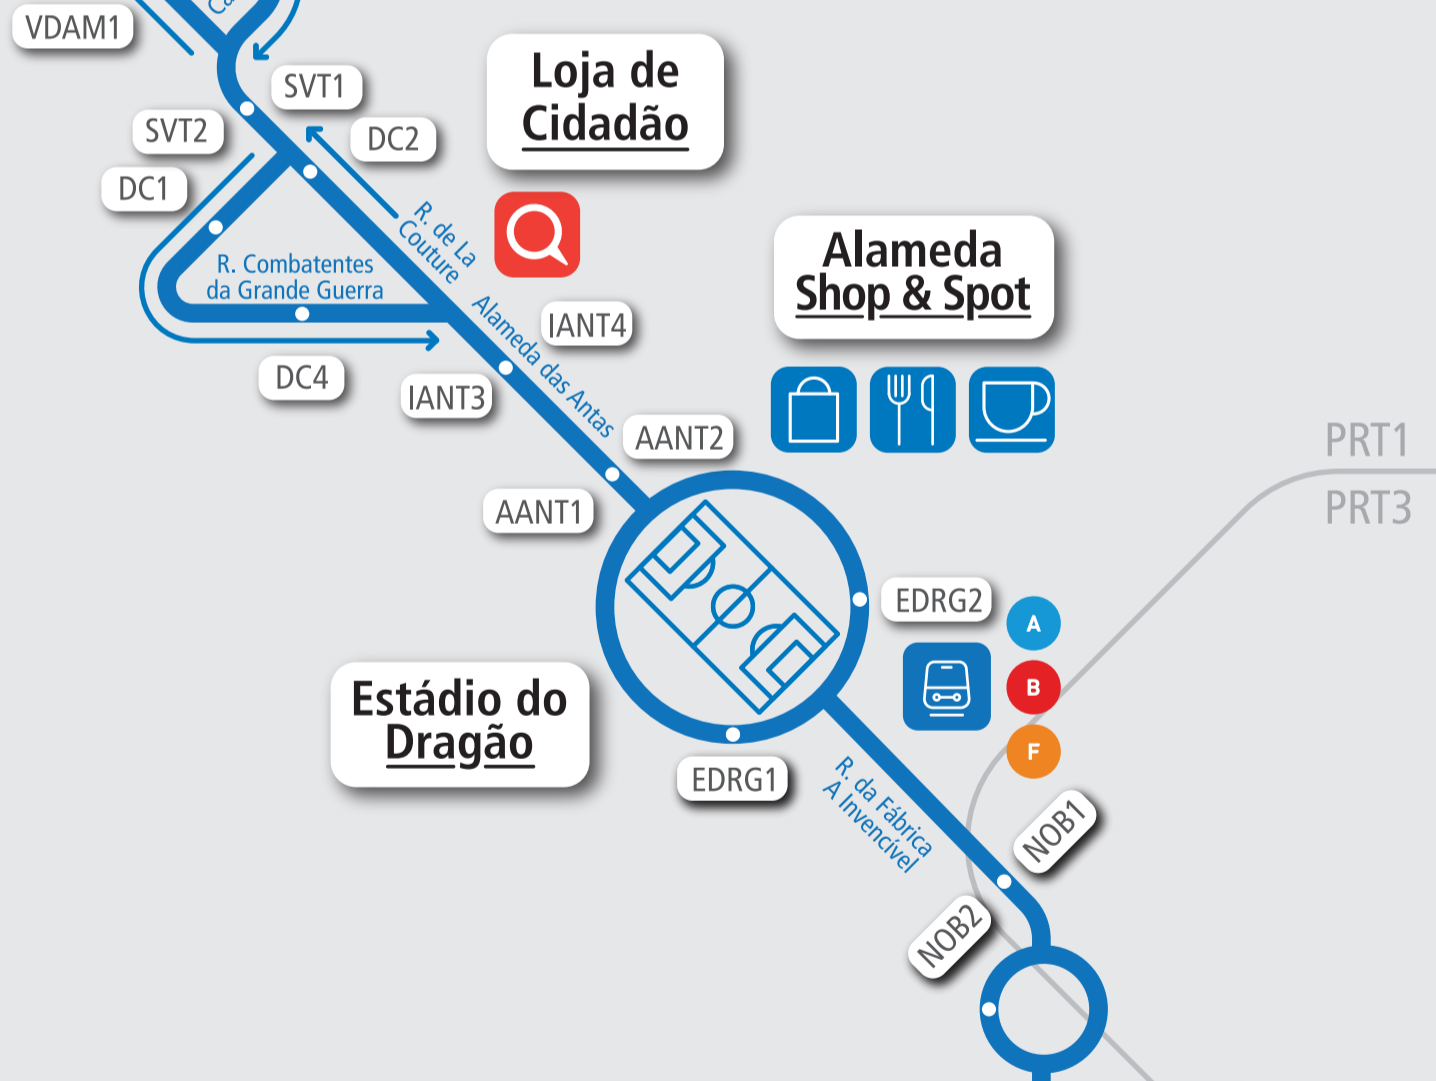 VDAM1
Ca
SVT1
SVT2
DC2
DC1
Loja de
Cidadão
R. de La
Couture
R. Combatentes
da Grande Guerra
Alameda
Shop & Spot
Alameda das Antas
IANT4
DC4
IANT3
AANT2
AANT1
PRT1
PRT3
EDRG2
A
B
F
Estádio do
Dragão
EDRG1
R. da Fábrica
A Invencível
NOB1
NOB2